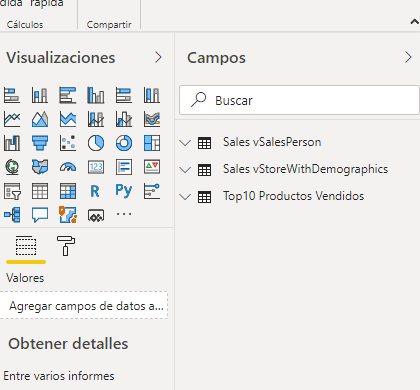 dida rápida
Cálculos
Compartir
Visualizaciones
Campos
Buscar
Sales vSalesPerson
Sales vStoreWithDemographics
Top10 Productos Vendidos
123
R
Py
Valores
Agregar campos de datos a...
Obtener detalles
Entre varios informes